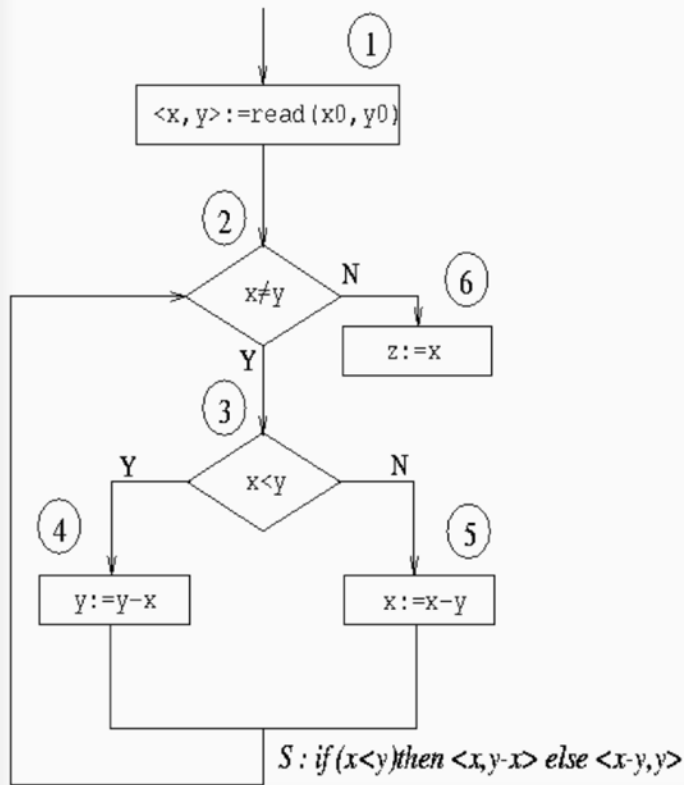 1
<x,y>:=read(x0,y0)
2
x≠y
N
6
z:=x
Y
3
x<y
Y
N
4
5
y:=y-x
x:=x-y
S : if (x<y)then <x,y-x> else <x-y,y>